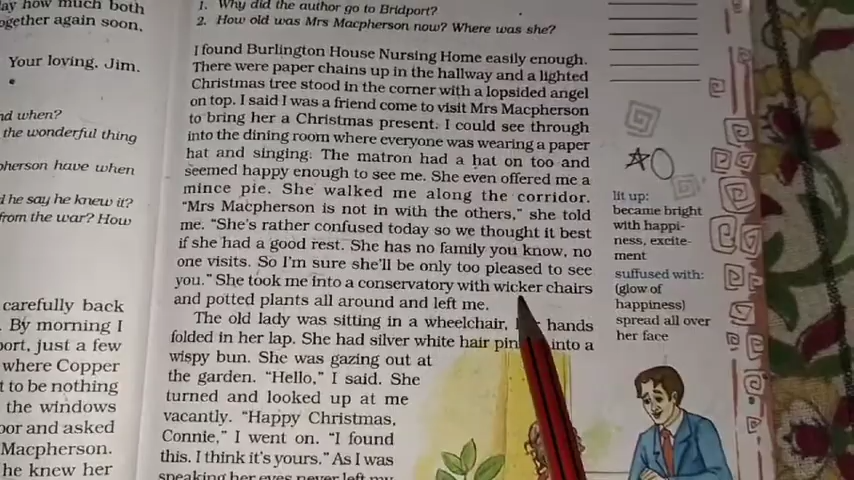 ay how much both
ogether again soon,
Your loving, Jim.
nd when?
the wonderful thing
pherson have when
d he say he knew it?
from the war? How
carefully back
By morning I
ort, just a few
where Copper
to be nothing
the windows
oor and asked
Macpherson.
he knew her
1. Why did the author go to Bridport?
2. How old was Mrs Macpherson now? Where was she?
I found Burlington House Nursing Home easily enough.
There were paper chains up in the hallway and a lighted
Christmas tree stood in the corner with a lopsided angel
on top. I said I was a friend come to visit Mrs Macpherson
to bring her a Christmas present. I could see through
into the dining room where everyone was wearing a paper
hat and singing. The matron had a hat on too and
seemed happy enough to see me. She even offered me a
mince pie. She walked me along the corridor.
“Mrs Macpherson is not in with the others,” she told
me. “She's rather confused today so we thought it best
if she had a good rest. She has no family you know, no
one visits. So I'm sure she'll be only too pleased to see
you.” She took me into a conservatory with wicker chairs
and potted plants all around and left me.
The old lady was sitting in a wheelchair, hands
folded in her lap. She had silver white hair pin into a
wispy bun. She was gazing out at
the garden. “Hello,” I said. She
turned and looked up at me
vacantly. “Happy Christmas,
Connie,” I went on. “I found
this. I think it's yours.” As I was
speaking her eyes never left my
lit up:
became bright
with happi-
ness, excite-
ment
suffused with:
(glow of
happiness)
spread all over
her face